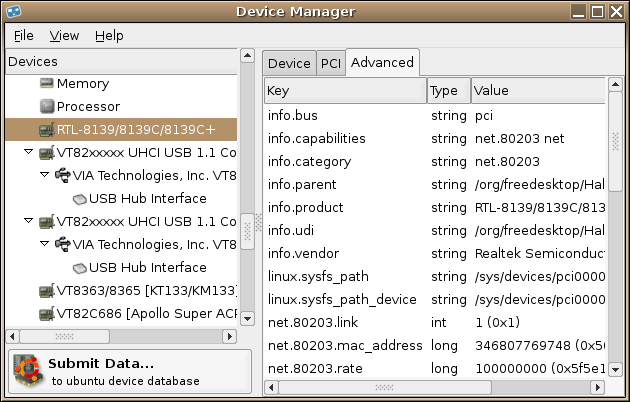 Device Manager
File View Help
Devices
Memory
Processor
RTL-8139/8139C/8139C+
VT82xxxxx UHCI USB 1.1 Co
VIA Technologies, Inc. VT8
USB Hub Interface
VT82xxxxx UHCI USB 1.1 Co
VIA Technologies, Inc. VT8
USB Hub Interface
VT8363/8365 [KT133/KM133]
VT82C686 [Apollo Super ACP
Submit Data...
to ubuntu device database
Device PCI Advanced
Key Type Value
info.bus string pci
info.capabilities string net.80203 net
info.category string net.80203
info.parent string /org/freedesktop/Hal
info.product string RTL-8139/8139C/813
info.udi string /org/freedesktop/Hal
info.vendor string Realtek Semiconduc
linux.sysfs_path string /sys/devices/pci0000
linux.sysfs_path_device string /sys/devices/pci0000
net.80203.link int 1 (0x1)
net.80203.mac_address long 346807769748 (0x50
net.80203.rate long 100000000 (0x5f5e1